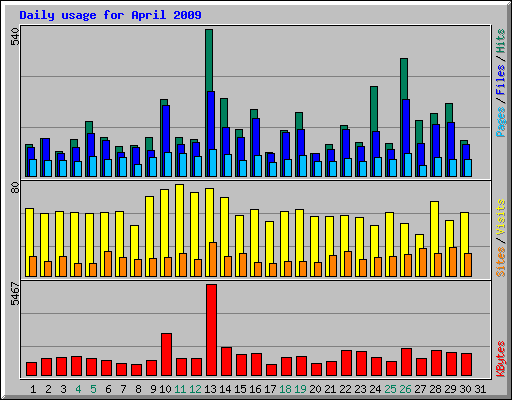 Daily usage for April 2009
540
Pages / Files / Hits
80
Sites / Visits
5467
KBytes
1 2 3 4 5 6 7 8 9 10 11 12 13 14 15 16 17 18 19 20 21 22 23 24 25 26 27 28 29 30 31